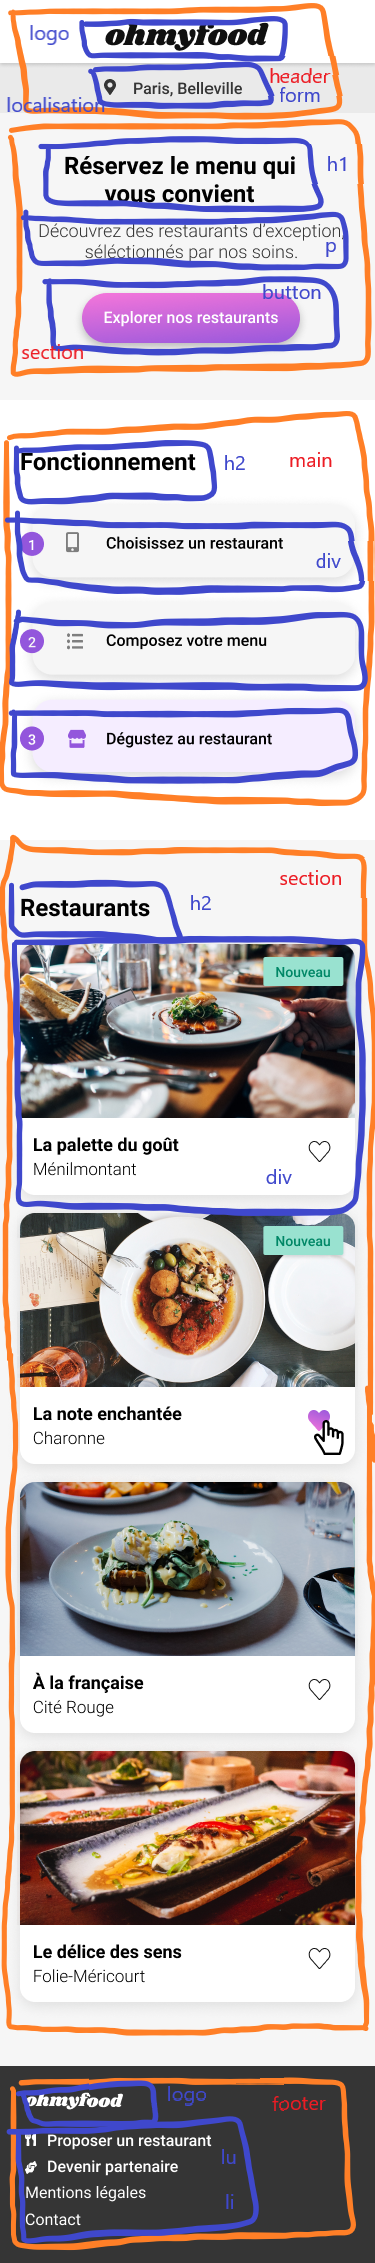 logo
ohmyfood
header
Paris, Belleville
form
localisation
Réservez le menu qui
vous convient
h1
Découvrez des restaurants d'exception,
séléctionnés par nos soins.
p
button
Explorer nos restaurants
section
Fonctionnement
h2
main
1
Choisissez un restaurant
div
2
Composez votre menu
3
Dégustez au restaurant
section
Restaurants
h2
Nouveau
La palette du goût
Ménilmontant
div
Nouveau
La note enchantée
Charonne
À la française
Cité Rouge
Le délice des sens
Folie-Méricourt
ohmyfood
logo
footer
Proposer un restaurant
lu
Devenir partenaire
Mentions légales
li
Contact